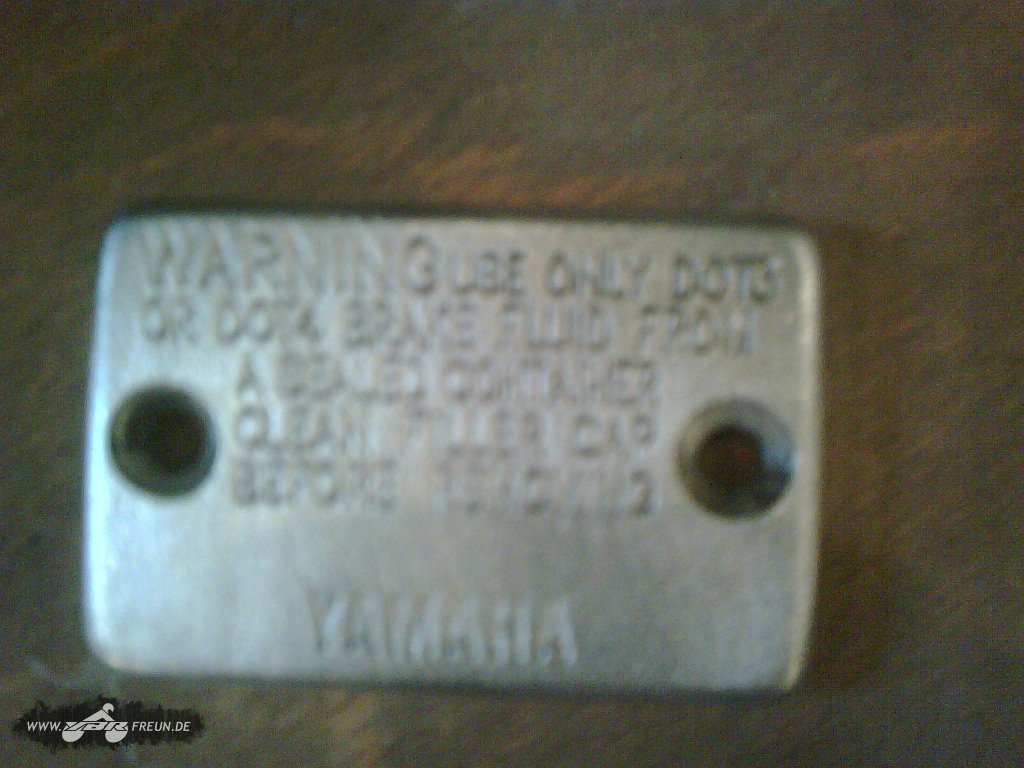 WARNING USE ONLY DOT3
OR DOT4 BRAKE FLUID FROM
A SEALED CONTAINER
CLEAN FILLER CAP
BEFORE REMOVING
YAMAHA
WWW.
FREUN.DE